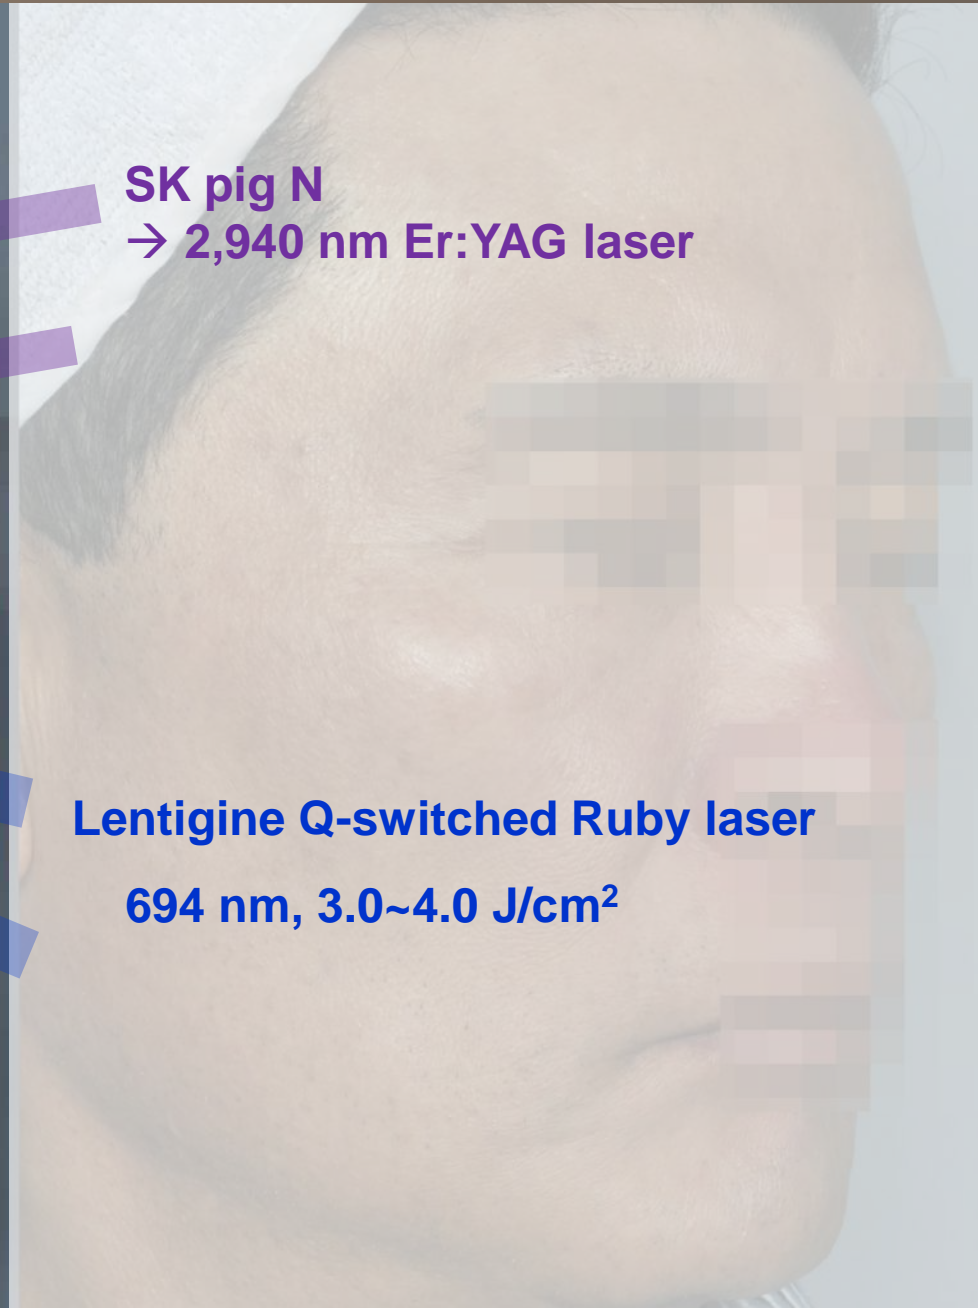 SK pig N
→ 2,940 nm Er:YAG laser
Lentigine Q-switched Ruby laser
694 nm, 3.0~4.0 J/cm²